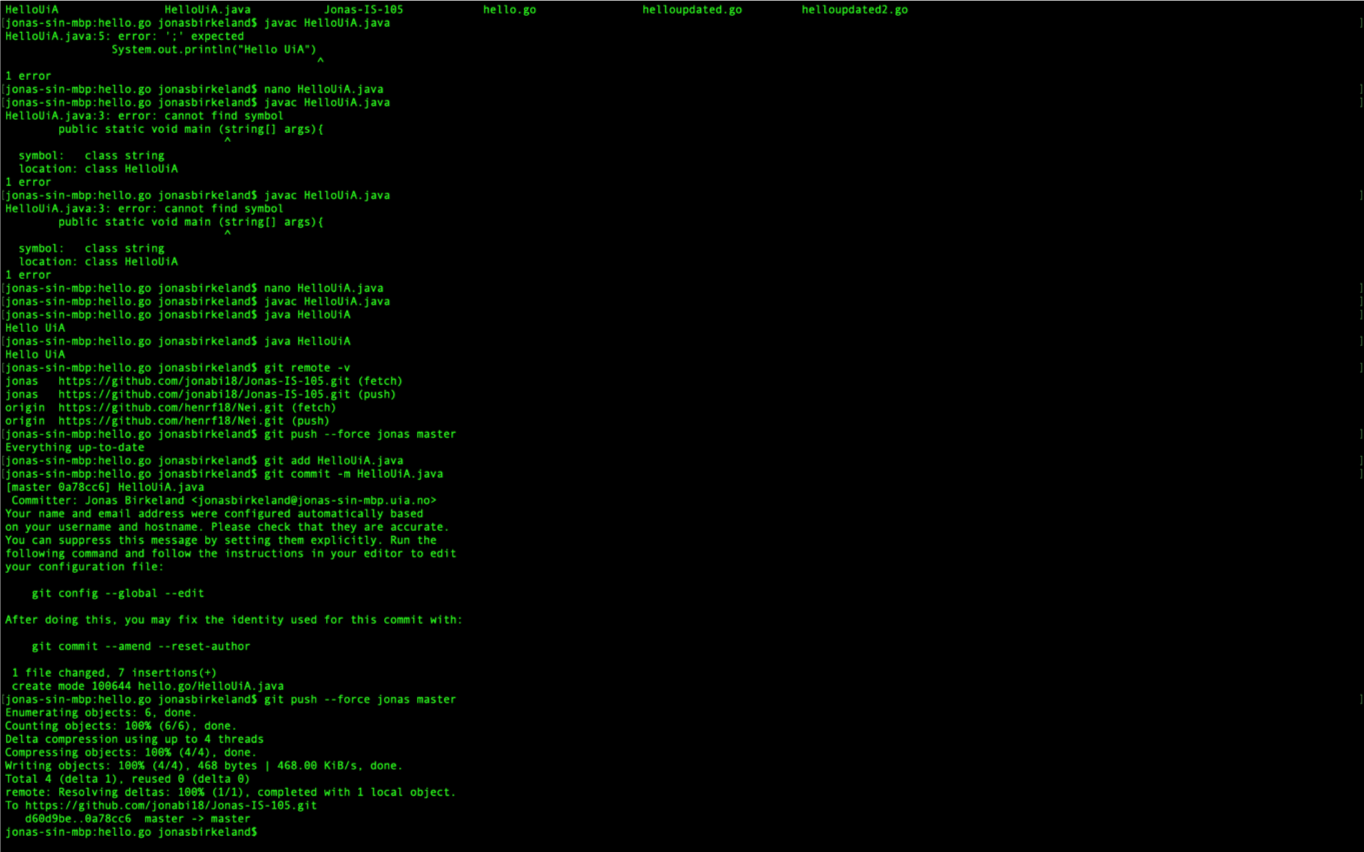 HelloUiA HelloUiA.java Jonas-IS-105 hello.go helloupdated.go helloupdated2.go
[jonas-sin-mbp:hello.go jonasbirkeland$ javac HelloUiA.java ]
HelloUiA.java:5: error: ';' expected
                System.out.println("Hello UiA")
                                               ^
1 error
[jonas-sin-mbp:hello.go jonasbirkeland$ nano HelloUiA.java ]
[jonas-sin-mbp:hello.go jonasbirkeland$ javac HelloUiA.java ]
HelloUiA.java:3: error: cannot find symbol
        public static void main (string[] args){
                                 ^
  symbol:   class string
  location: class HelloUiA
1 error
[jonas-sin-mbp:hello.go jonasbirkeland$ javac HelloUiA.java ]
HelloUiA.java:3: error: cannot find symbol
        public static void main (string[] args){
                                 ^
  symbol:   class string
  location: class HelloUiA
1 error
[jonas-sin-mbp:hello.go jonasbirkeland$ nano HelloUiA.java ]
[jonas-sin-mbp:hello.go jonasbirkeland$ javac HelloUiA.java ]
[jonas-sin-mbp:hello.go jonasbirkeland$ java HelloUiA ]
Hello UiA
[jonas-sin-mbp:hello.go jonasbirkeland$ java HelloUiA ]
Hello UiA
[jonas-sin-mbp:hello.go jonasbirkeland$ git remote -v ]
jonas   https://github.com/jonabi18/Jonas-IS-105.git (fetch)
jonas   https://github.com/jonabi18/Jonas-IS-105.git (push)
origin  https://github.com/henrf18/Nei.git (fetch)
origin  https://github.com/henrf18/Nei.git (push)
[jonas-sin-mbp:hello.go jonasbirkeland$ git push --force jonas master ]
Everything up-to-date
[jonas-sin-mbp:hello.go jonasbirkeland$ git add HelloUiA.java ]
[jonas-sin-mbp:hello.go jonasbirkeland$ git commit -m HelloUiA.java ]
[master 0a78cc6] HelloUiA.java
 Committer: Jonas Birkeland <jonasbirkeland@jonas-sin-mbp.uia.no>
Your name and email address were configured automatically based
on your username and hostname. Please check that they are accurate.
You can suppress this message by setting them explicitly. Run the
following command and follow the instructions in your editor to edit
your configuration file:
    git config --global --edit
After doing this, you may fix the identity used for this commit with:
    git commit --amend --reset-author
 1 file changed, 7 insertions(+)
 create mode 100644 hello.go/HelloUiA.java
[jonas-sin-mbp:hello.go jonasbirkeland$ git push --force jonas master ]
Enumerating objects: 6, done.
Counting objects: 100% (6/6), done.
Delta compression using up to 4 threads
Compressing objects: 100% (4/4), done.
Writing objects: 100% (4/4), 468 bytes | 468.00 KiB/s, done.
Total 4 (delta 1), reused 0 (delta 0)
remote: Resolving deltas: 100% (1/1), completed with 1 local object.
To https://github.com/jonabi18/Jonas-IS-105.git
   d60d9be..0a78cc6  master -> master
jonas-sin-mbp:hello.go jonasbirkeland$